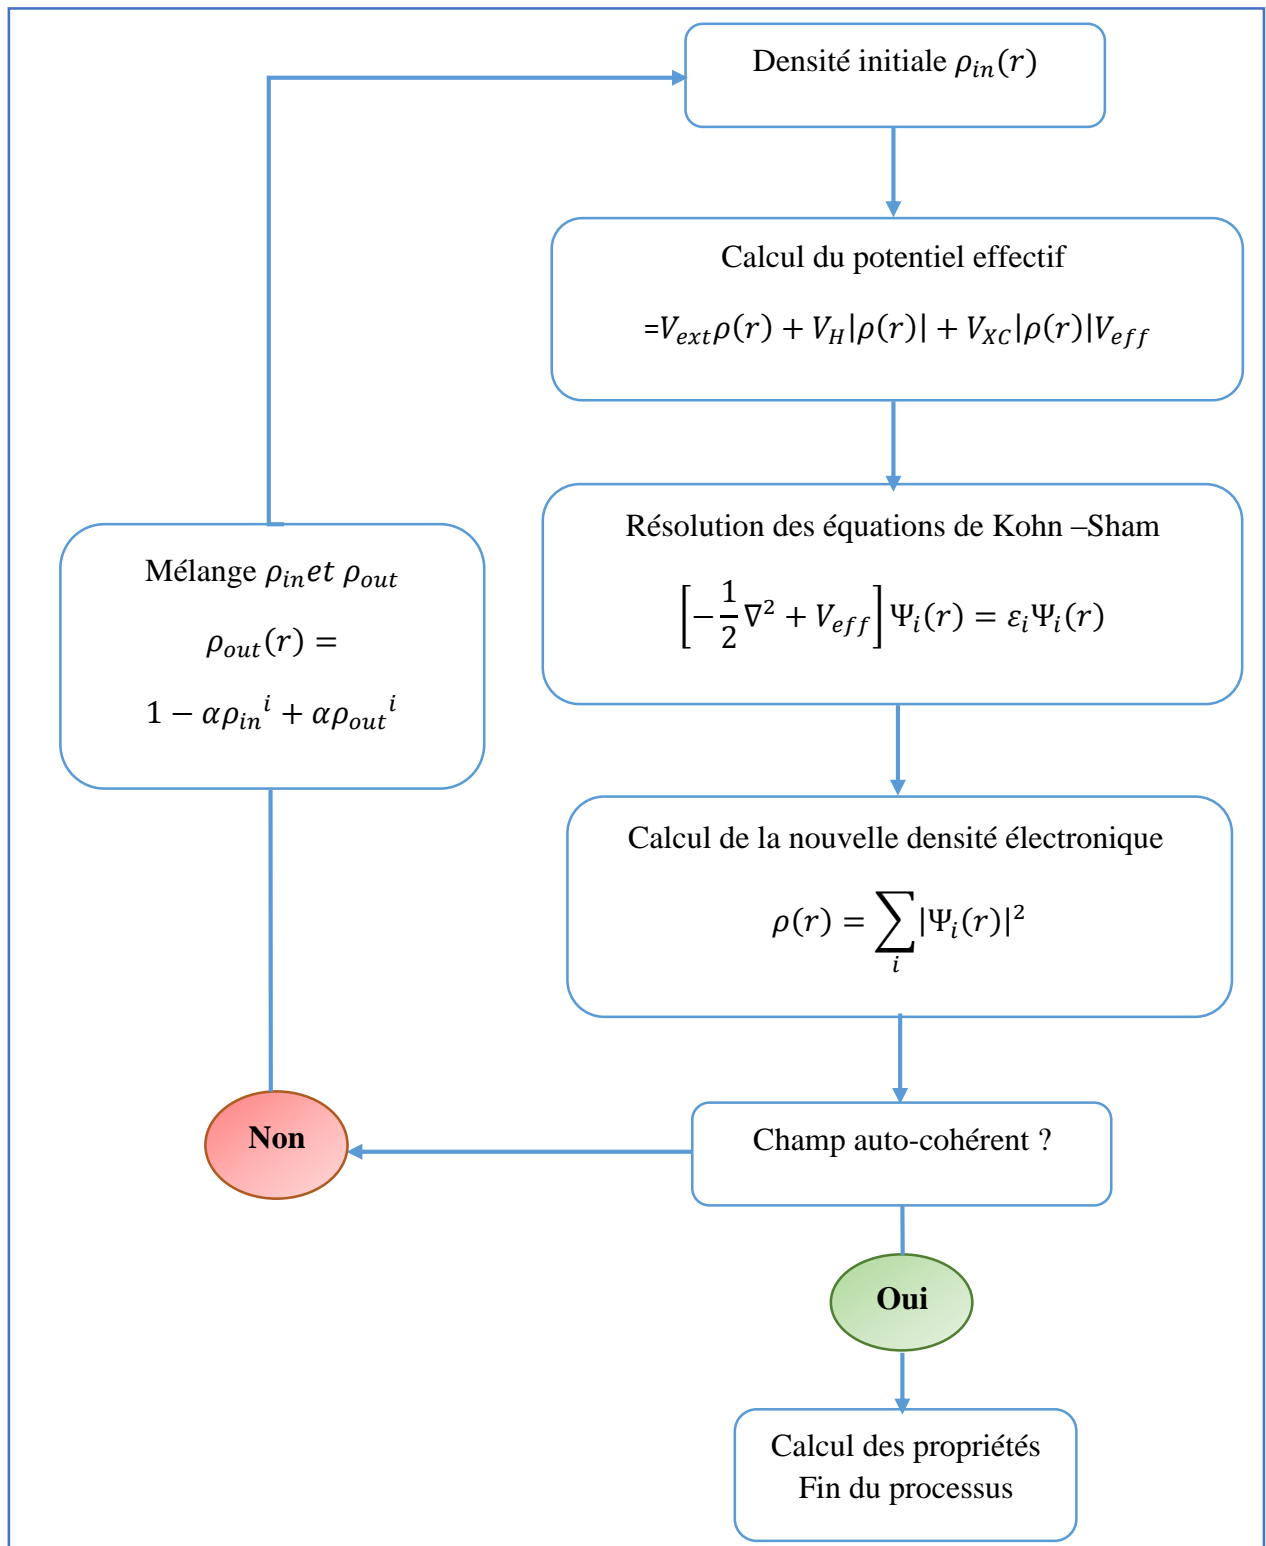 Densité initiale ρ_in(r)
Calcul du potentiel effectif
=V_ext ρ(r) + V_H|ρ(r)| + V_XC|ρ(r)|V_eff
Résolution des équations de Kohn –Sham
[−1/2 ∇² + V_eff] Ψ_i(r) = ε_i Ψ_i(r)
Mélange ρ_in et ρ_out
ρ_out(r) =
1 − αρ_in^i + αρ_out^i
Calcul de la nouvelle densité électronique
ρ(r) = ∑_i |Ψ_i(r)|²
Non
Champ auto-cohérent ?
Oui
Calcul des propriétés
Fin du processus